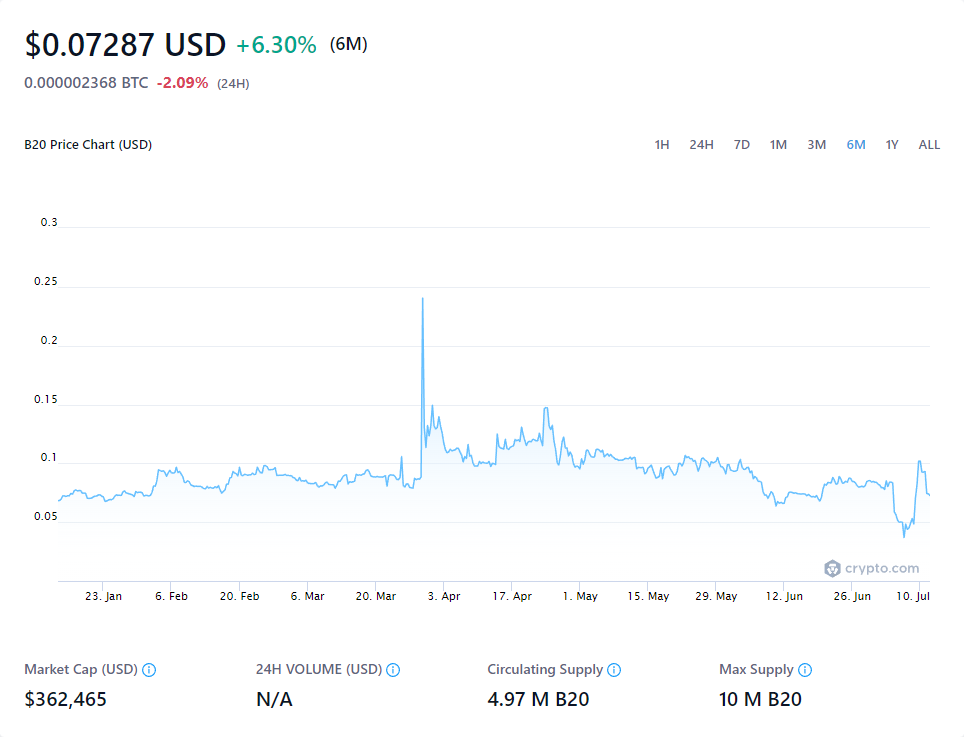 $0.07287 USD +6.30% (6M)
0.000002368 BTC -2.09% (24H)
B20 Price Chart (USD) 1H 24H 7D 1M 3M 6M 1Y ALL
0.3
0.25
0.2
0.15
0.1
0.05
crypto.com
23. Jan 6. Feb 20. Feb 6. Mar 20. Mar 3. Apr 17. Apr 1. May 15. May 29. May 12. Jun 26. Jun 10. Jul
Market Cap (USD) 24H VOLUME (USD) Circulating Supply Max Supply
$362,465 N/A 4.97 M B20 10 M B20